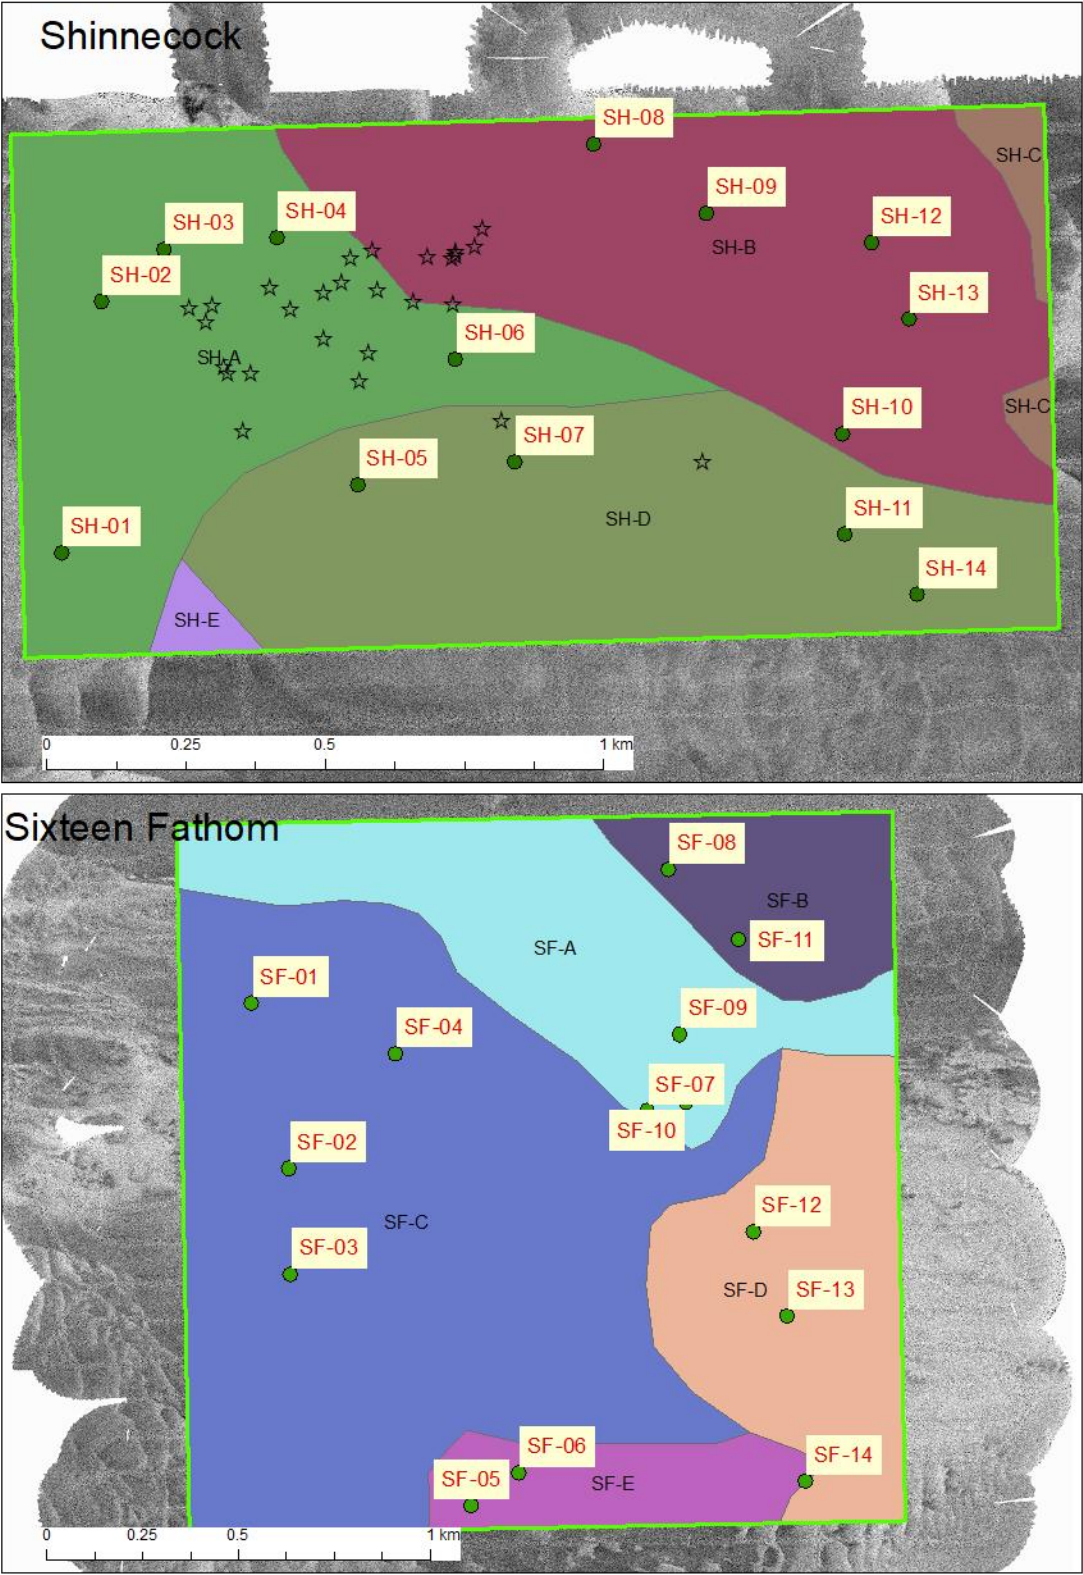 Shinnecock
SH-08
SH-C
SH-09
SH-03
SH-04
SH-12
SH-B
SH-02
SH-13
SH-06
SH-A
SH-10
SH-C
SH-07
SH-05
SH-11
SH-D
SH-01
SH-14
SH-E
0 0.25 0.5 1 km
Sixteen Fathom
SF-08
SF-B
SF-11
SF-A
SF-01
SF-09
SF-04
SF-07
SF-10
SF-02
SF-12
SF-C
SF-03
SF-D
SF-13
SF-06
SF-14
SF-05
SF-E
0 0.25 0.5 1 km